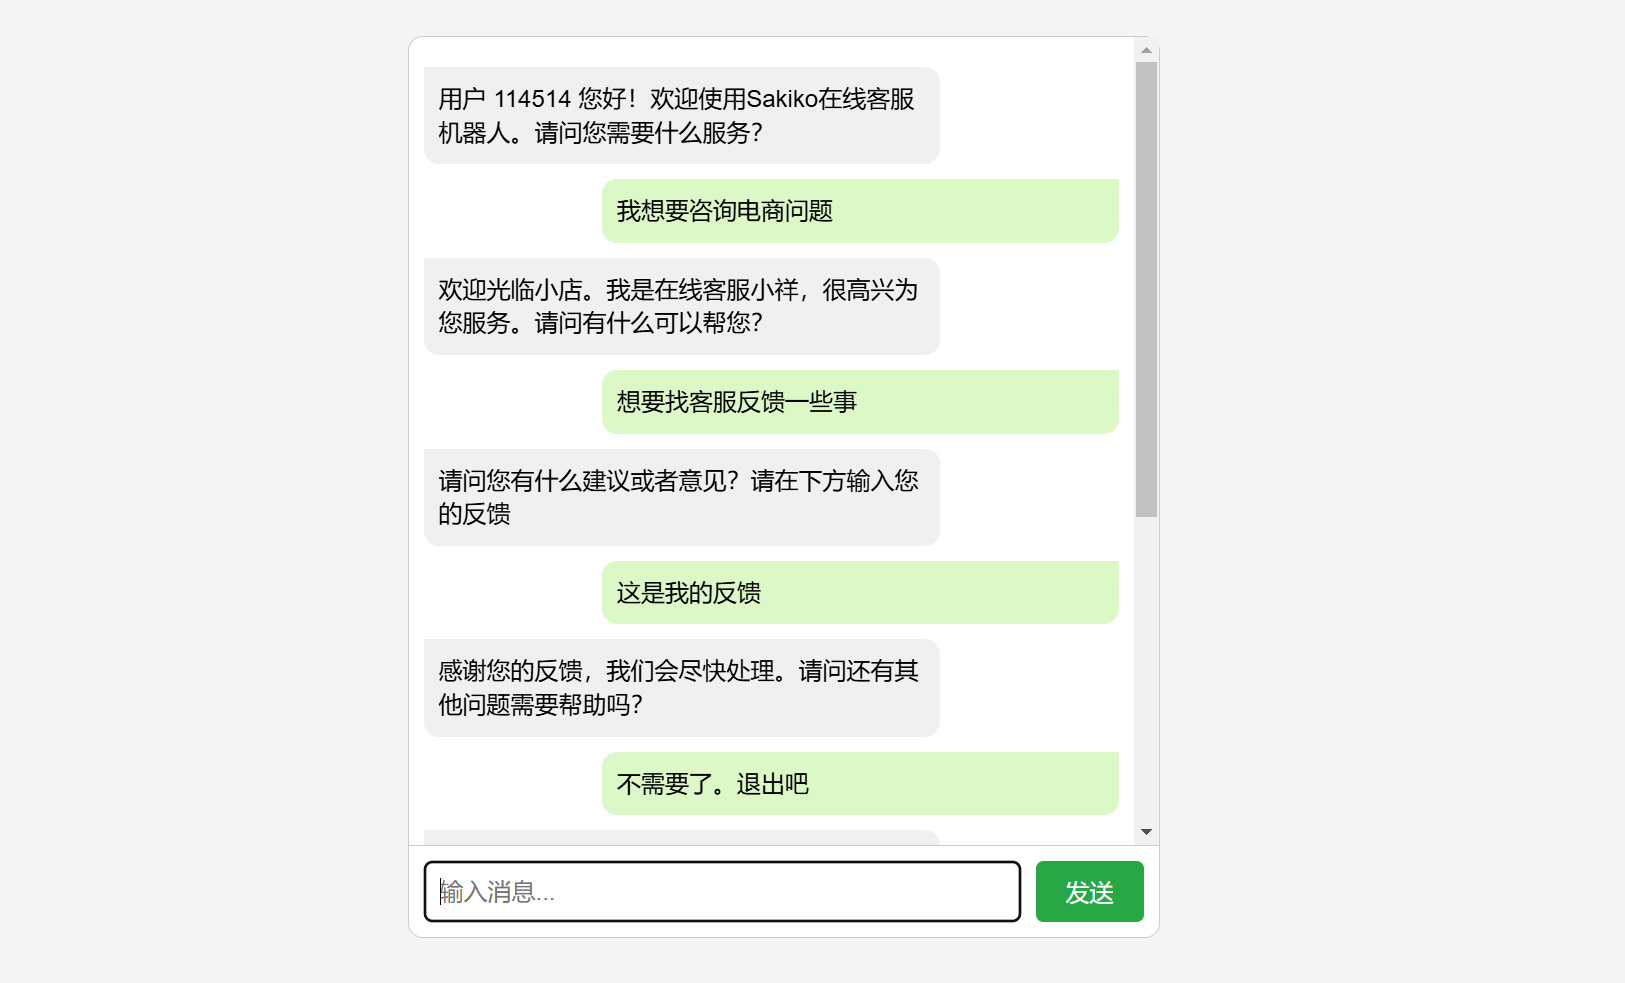 用户 114514 您好！欢迎使用Sakiko在线客服
机器人。请问您需要什么服务？
我想要咨询电商问题
欢迎光临小店。我是在线客服小祥，很高兴为
您服务。请问有什么可以帮您？
想要找客服反馈一些事
请问您有什么建议或者意见？请在下方输入您
的反馈
这是我的反馈
感谢您的反馈，我们会尽快处理。请问还有其
他问题需要帮助吗？
不需要了。退出吧
输入消息...
发送